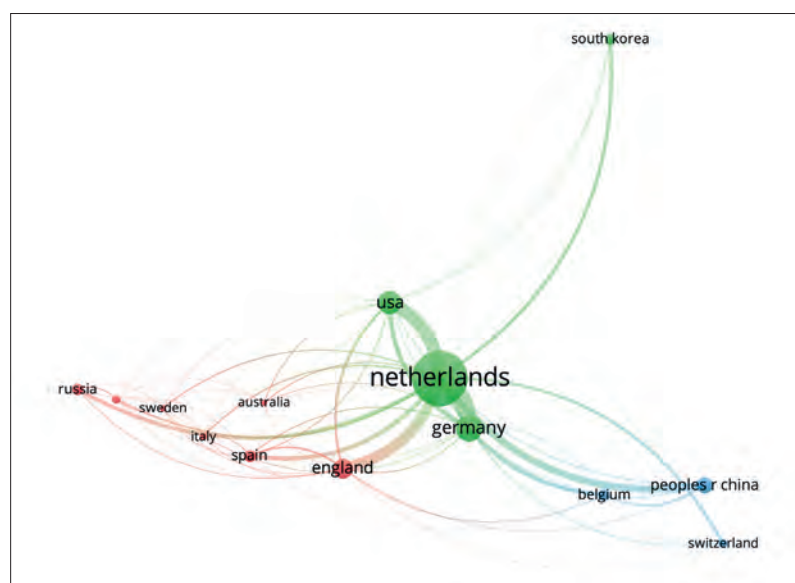 south korea
usa
netherlands
russia
sweden
australia
germany
italy
spain
england
peoples r china
belgium
switzerland